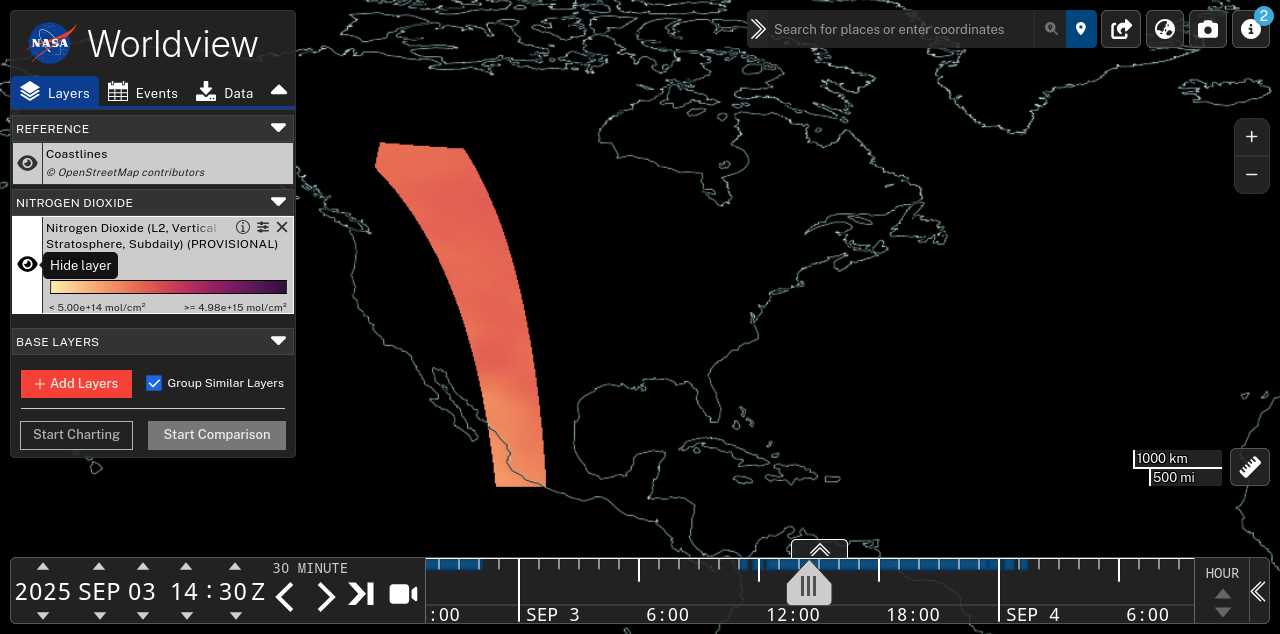 NASA Worldview
Layers
Events
Data
REFERENCE
Coastlines
© OpenStreetMap contributors
NITROGEN DIOXIDE
Nitrogen Dioxide (L2, Vertical
Stratosphere, Subdaily) (PROVISIONAL)
Hide layer
< 5.00e+14 mol/cm²
>= 4.98e+15 mol/cm²
BASE LAYERS
+ Add Layers
Group Similar Layers
Start Charting
Start Comparison
Search for places or enter coordinates
2
+
−
1000 km
500 mi
2025 SEP 03 14 : 30 Z
30 MINUTE
:00
SEP 3
6:00
12:00
18:00
SEP 4
6:00
HOUR